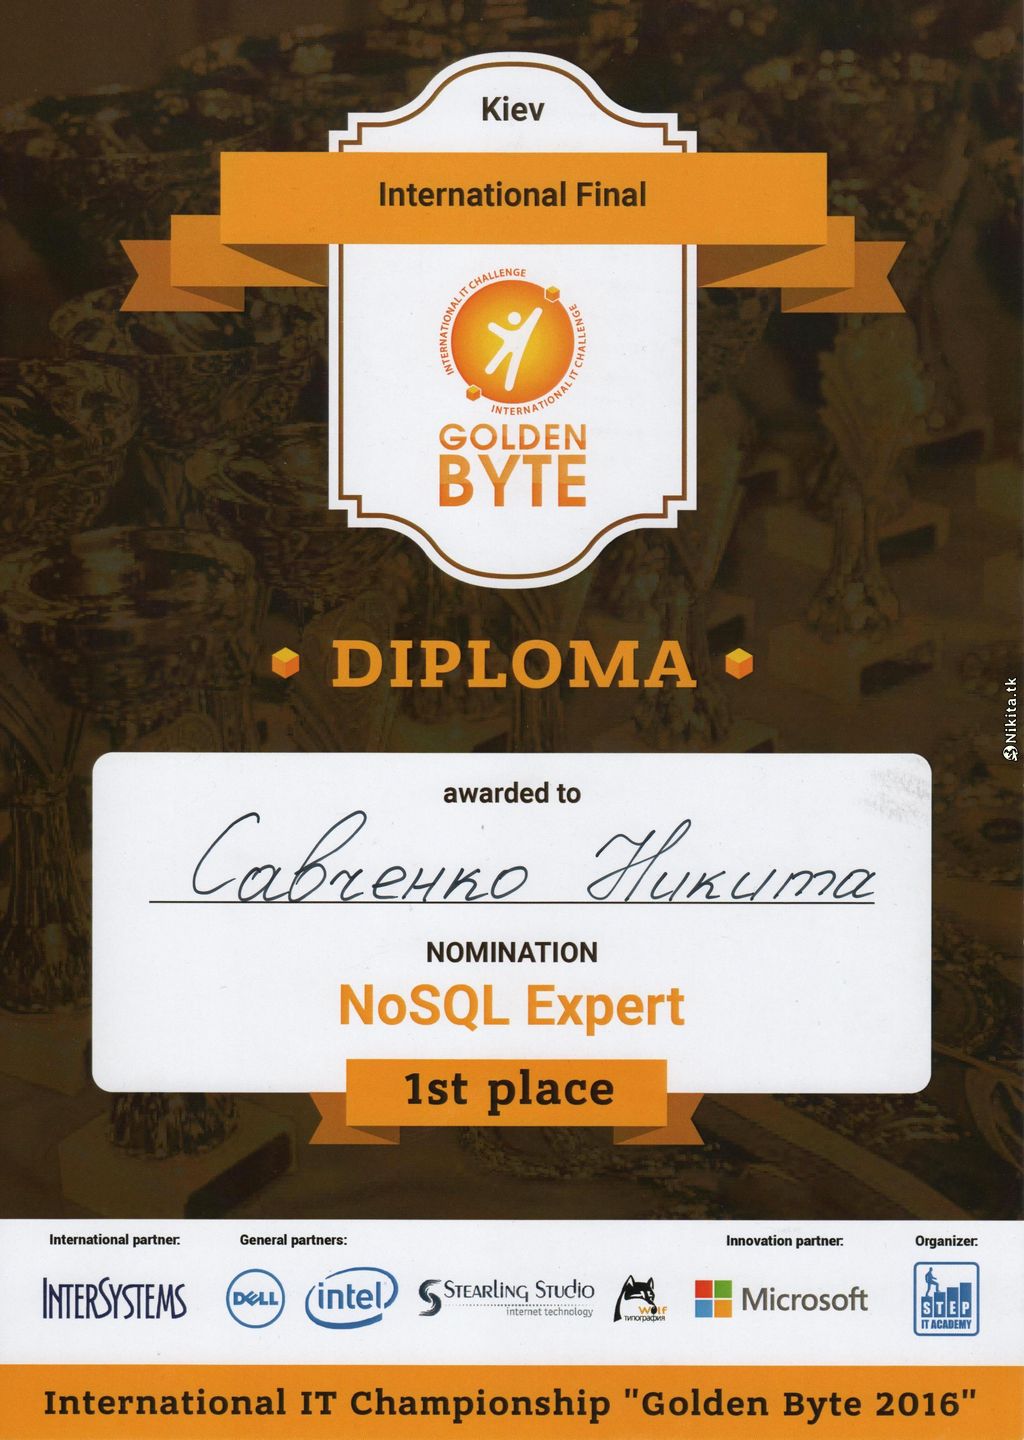 Kiev
International Final
INTERNATIONAL IT CHALLENGE
INTERNATIONAL IT CHALLENGE
GOLDEN
BYTE
DIPLOMA
Nikita.tk
awarded to
Савченко Никита
NOMINATION
NoSQL Expert
1st place
International partner:
General partners:
Innovation partner:
Organizer:
INTERSYSTEMS
DELL
intel
STEARLING STUDIO
internet technology
Wolf
типография
Microsoft
STEP
IT ACADEMY
International IT Championship "Golden Byte 2016"